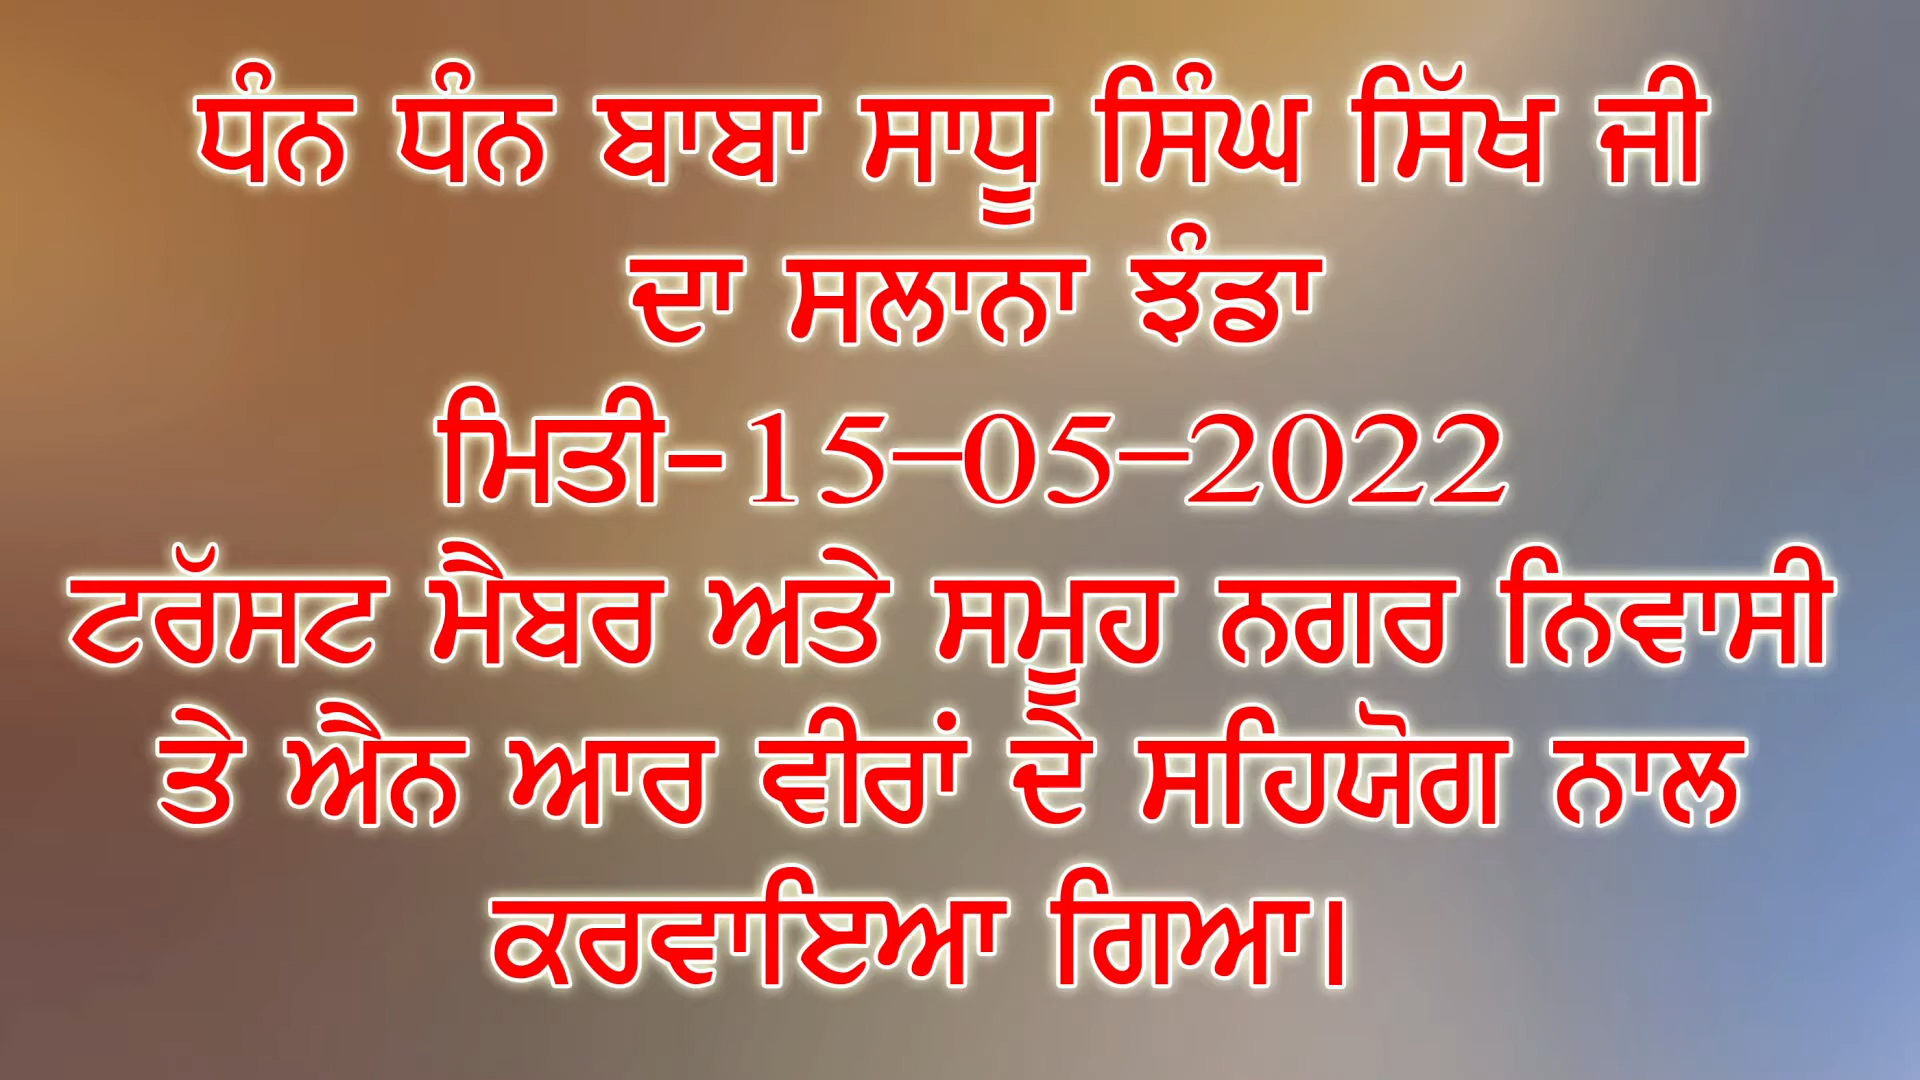 ਧੰਨ ਧੰਨ ਬਾਬਾ ਸਾਧੂ ਸਿੰਘ ਸਿੱਖ ਜੀ
ਦਾ ਸਲਾਨਾ ਝੰਡਾ
ਮਿਤੀ-15-05-2022
ਟਰੱਸਟ ਮੈਬਰ ਅਤੇ ਸਮੂਹ ਨਗਰ ਨਿਵਾਸੀ
ਤੇ ਐਨ ਆਰ ਵੀਰਾਂ ਦੇ ਸਹਿਯੋਗ ਨਾਲ
ਕਰਵਾਇਆ ਗਿਆ।